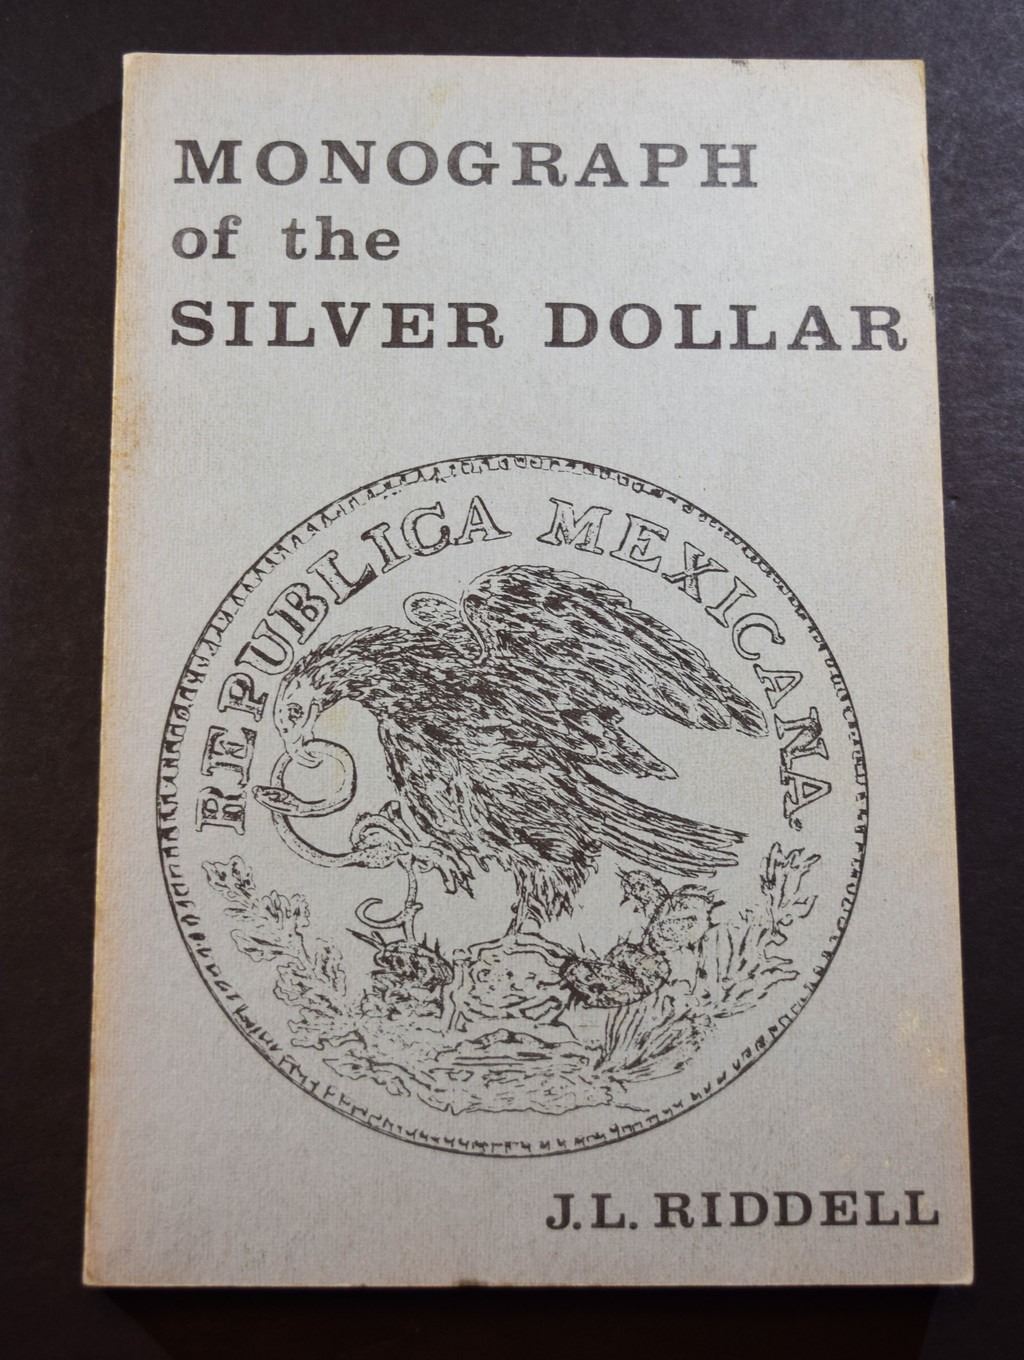 MONOGRAPH
of the
SILVER DOLLAR
REPUBLICA MEXICANA.
J.L. RIDDELL